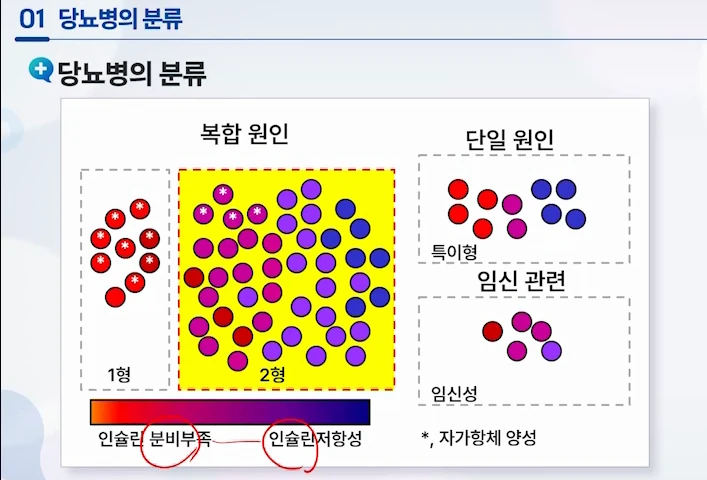 01 당뇨병의 분류
당뇨병의 분류
복합 원인
단일 원인
* * * * * * * *
* * * *
특이형
임신 관련
1형
2형
임신성
인슐린 분비부족
인슐린저항성
*, 자가항체 양성